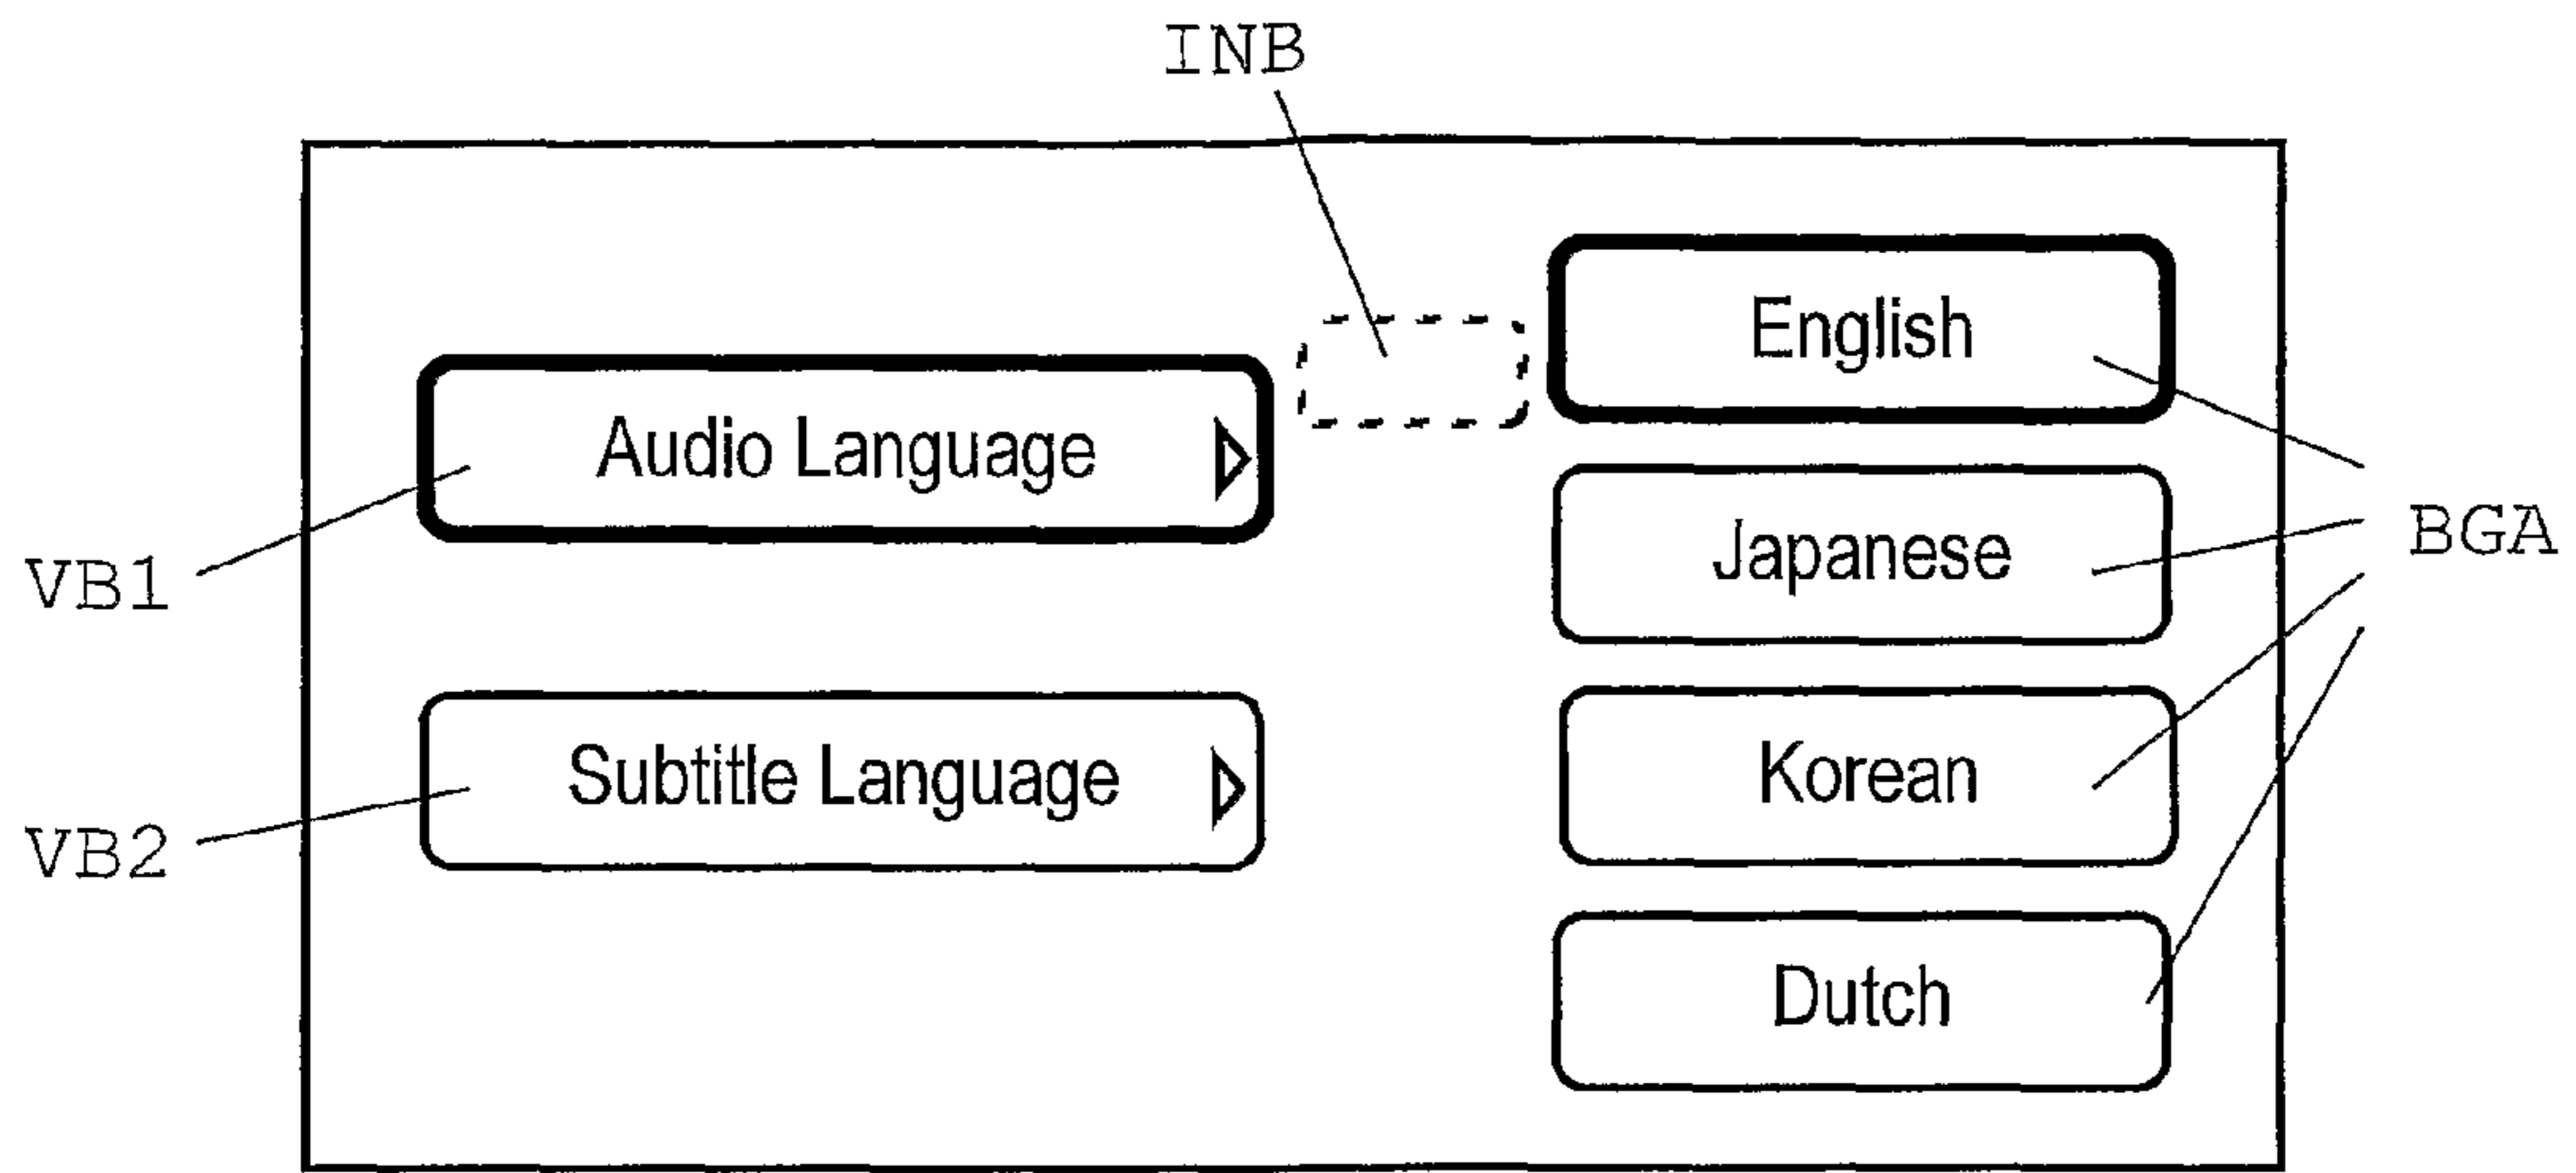 INB
English
Audio Language
Japanese
BGA
VB1
Subtitle Language
Korean
VB2
Dutch